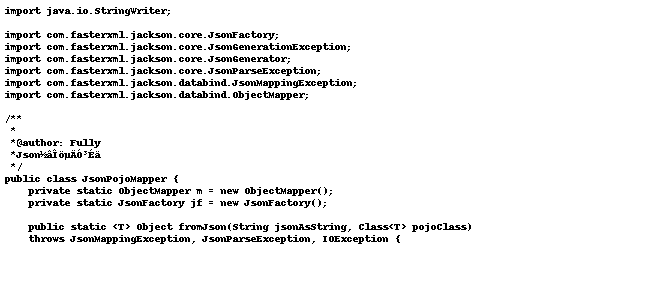 import java.io.StringWriter;
import com.fasterxml.jackson.core.JsonFactory;
import com.fasterxml.jackson.core.JsonGenerationException;
import com.fasterxml.jackson.core.JsonGenerator;
import com.fasterxml.jackson.core.JsonParseException;
import com.fasterxml.jackson.databind.JsonMappingException;
import com.fasterxml.jackson.databind.ObjectMapper;
/**
*
*@author: Fully
*Json½âÎöµÄÓ³Éä
*/
public class JsonPojoMapper {
private static ObjectMapper m = new ObjectMapper();
private static JsonFactory jf = new JsonFactory();
public static <T> Object fromJson(String jsonAsString, Class<T> pojoClass)
throws JsonMappingException, JsonParseException, IOException {